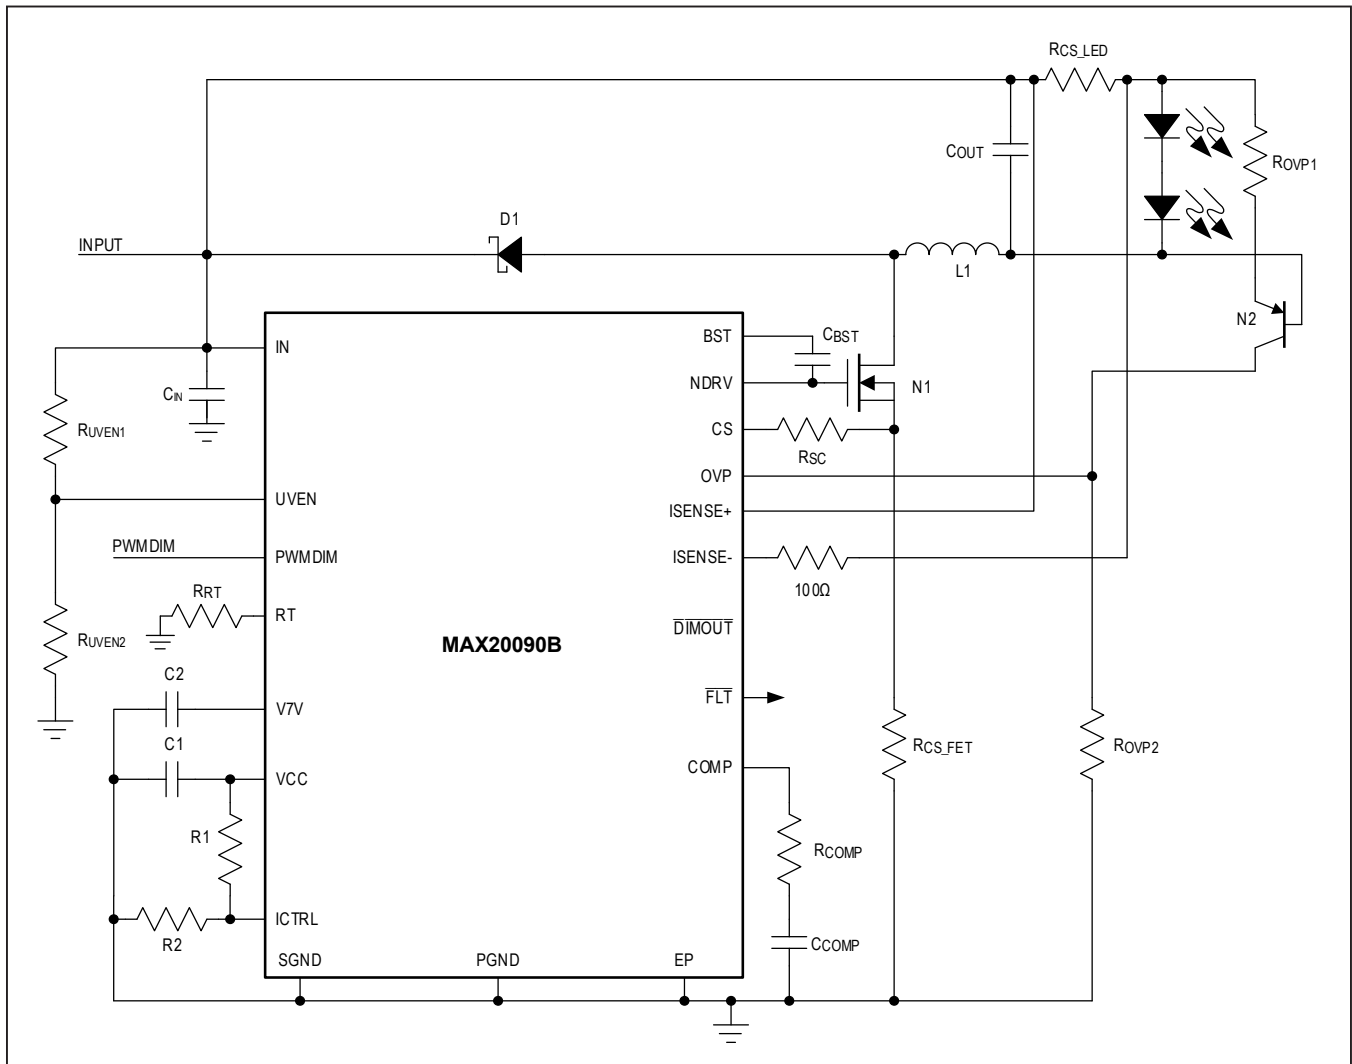 RCS_LED
COUT
ROVP1
D1
INPUT
L1
N2
BST
CBST
IN
NDRV
N1
CIN
RUVEN1
CS
RSC
OVP
UVEN
ISENSE+
PWMDIM
PWMDIM
ISENSE-
100Ω
RRT
RT
DIMOUT
RUVEN2
MAX20090B
C2
FLT
V7V
C1
RCS_FET
ROVP2
VCC
COMP
R1
RCOMP
ICTRL
R2
CCOMP
SGND
PGND
EP